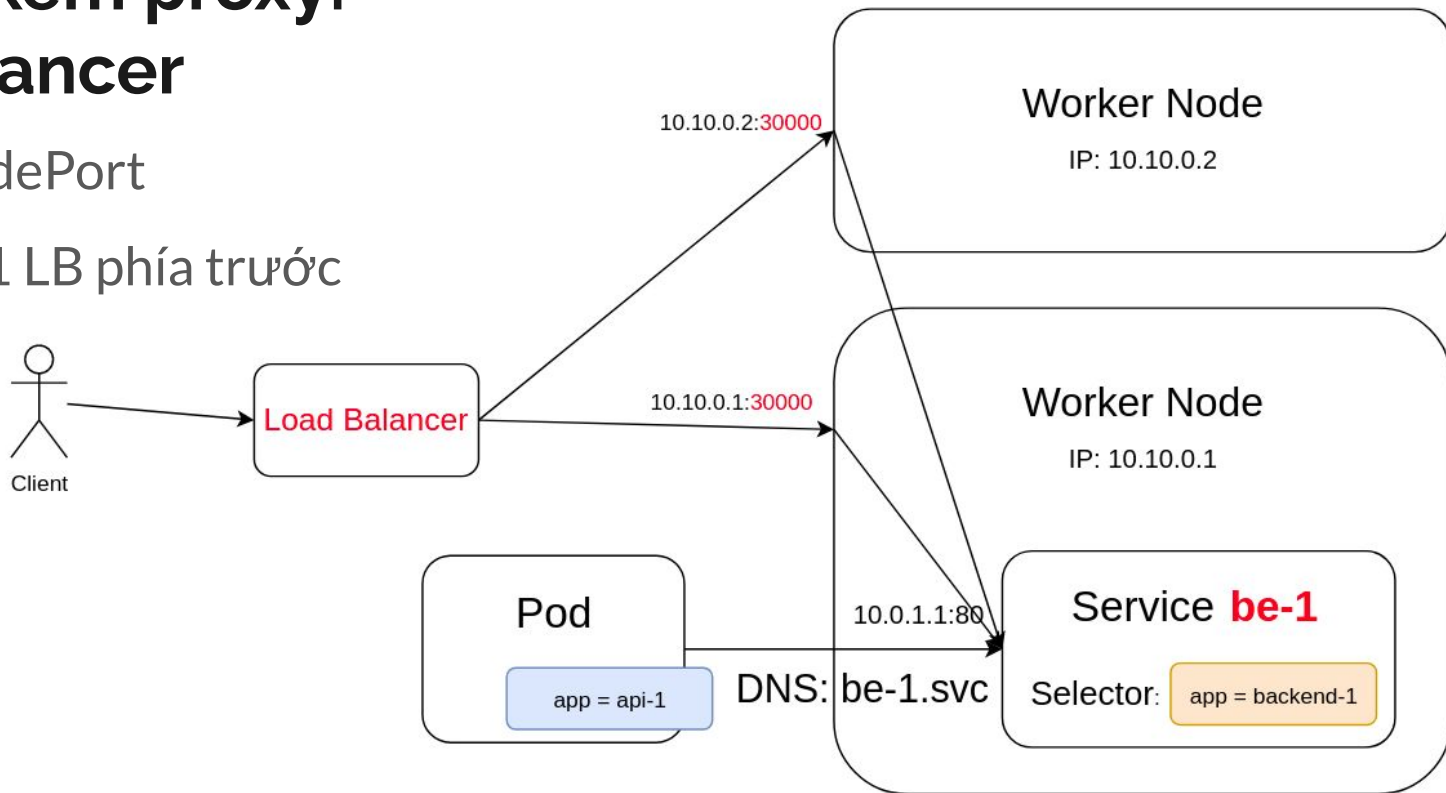 kèm proxy:
ancer
dePort
1 LB phía trước
10.10.0.2:30000
Worker Node
IP: 10.10.0.2
10.10.0.1:30000
Worker Node
IP: 10.10.0.1
Load Balancer
Client
Pod
app = api-1
10.0.1.1:80
DNS: be-1.svc
Service be-1
Selector:
app = backend-1